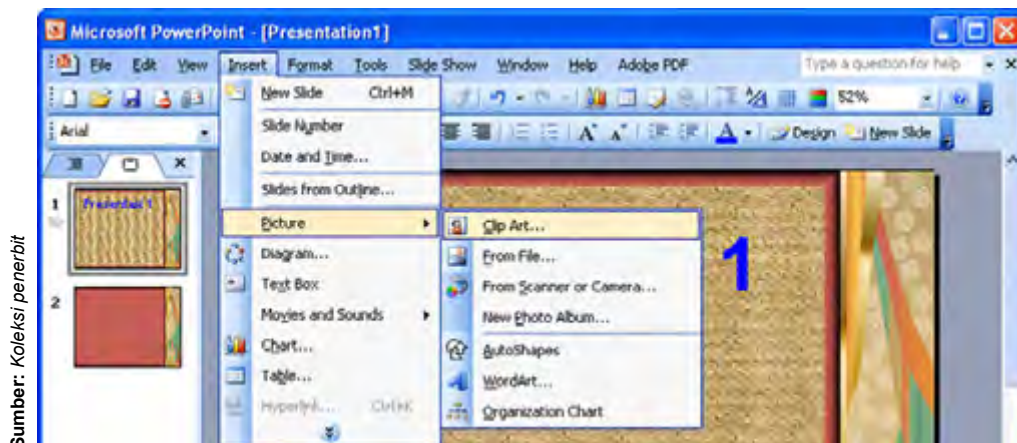 Microsoft PowerPoint - [Presentation1]
File Edit View Insert Format Tools Slide Show Window Help Adobe PDF Type a question for help
52%
Arial Design New Slide
New Slide Ctrl+M
Slide Number
Date and Time...
Slides from Outline...
Picture
Diagram...
Text Box
Movies and Sounds
Chart...
Table...
Hyperlink... Ctrl+K
Clip Art...
From File...
From Scanner or Camera...
New Photo Album...
AutoShapes
WordArt...
Organization Chart
1
2
1
Sumber: Koleksi penerbit